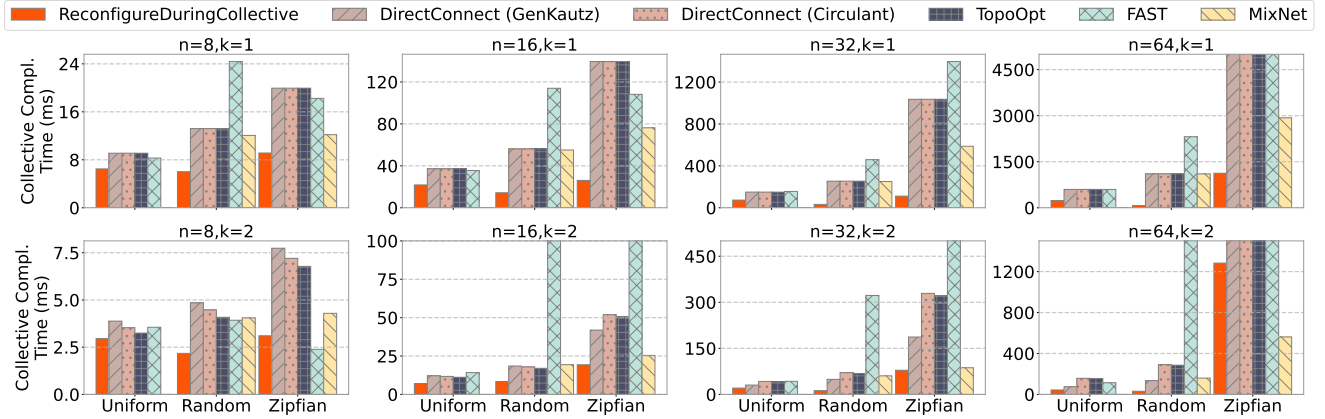 ReconfigureDuringCollective DirectConnect (GenKautz) DirectConnect (Circulant) TopoOpt FAST MixNet
n=8,k=1 n=16,k=1 n=32,k=1 n=64,k=1
Collective Compl.
Time (ms)
24 16 8 0
120 80 40 0
1200 800 400 0
4500 3000 1500 0
n=8,k=2 n=16,k=2 n=32,k=2 n=64,k=2
Collective Compl.
Time (ms)
7.5 5.0 2.5 0.0
100 75 50 25 0
450 300 150 0
1200 800 400 0
Uniform Random Zipfian Uniform Random Zipfian Uniform Random Zipfian Uniform Random Zipfian